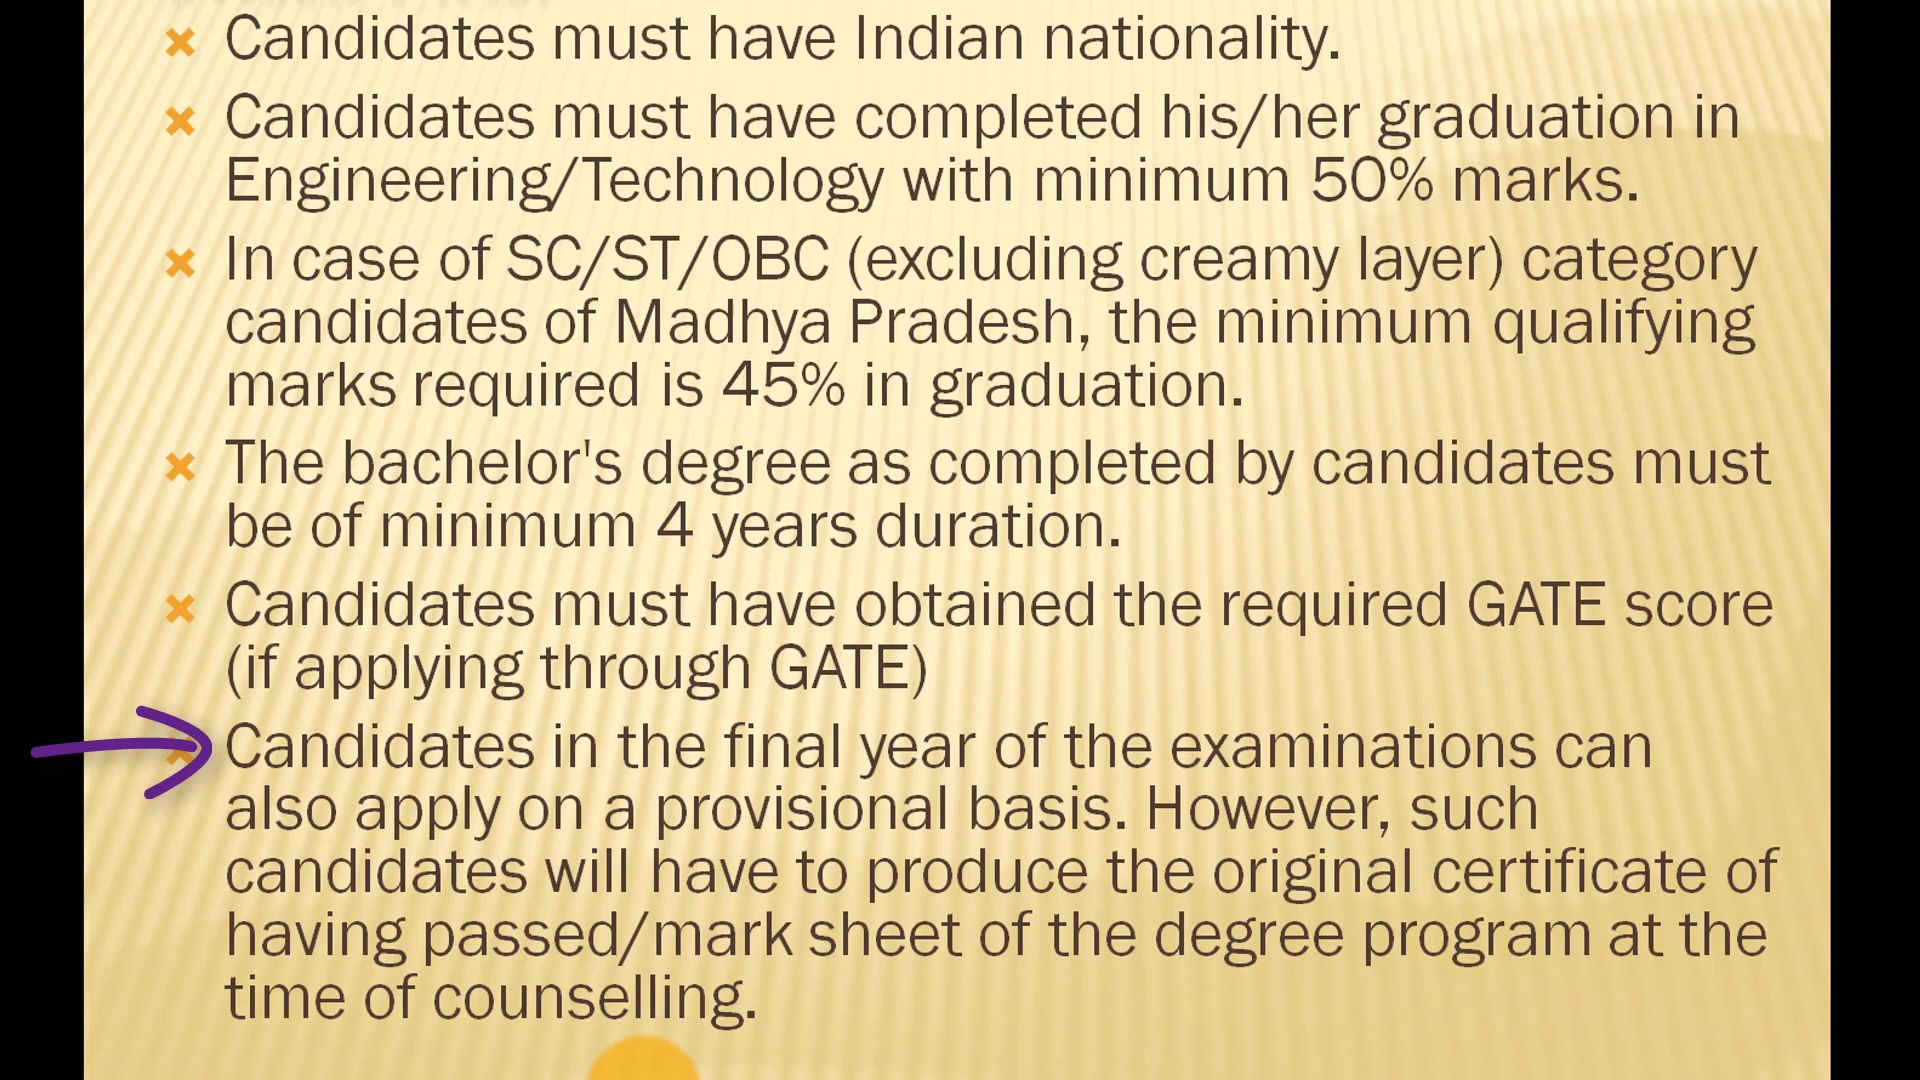 Candidates must have Indian nationality.
Candidates must have completed his/her graduation in
Engineering/Technology with minimum 50% marks.
In case of SC/ST/OBC (excluding creamy layer) category
candidates of Madhya Pradesh, the minimum qualifying
marks required is 45% in graduation.
The bachelor's degree as completed by candidates must
be of minimum 4 years duration.
Candidates must have obtained the required GATE score
(if applying through GATE)
Candidates in the final year of the examinations can
also apply on a provisional basis. However, such
candidates will have to produce the original certificate of
having passed/mark sheet of the degree program at the
time of counselling.